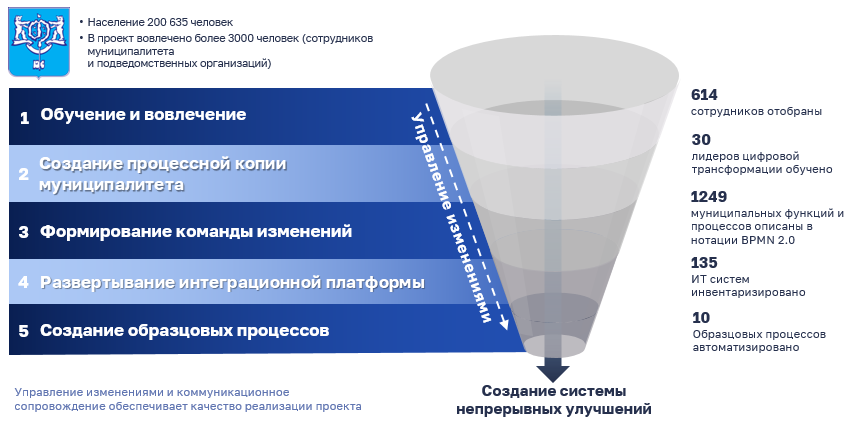 • Население 200 635 человек
• В проект вовлечено более 3000 человек (сотрудников
муниципалитета
и подведомственных организаций)
1 Обучение и вовлечение
2 Создание процессной копии
муниципалитета
3 Формирование команды изменений
4 Развертывание интеграционной платформы
5 Создание образцовых процессов
Управление изменениями
614
сотрудников отобраны
30
лидеров цифровой
трансформации обучено
1249
муниципальных функций и
процессов описаны в
нотации BPMN 2.0
135
ИТ систем
инвентаризировано
10
Образцовых процессов
автоматизировано
Управление изменениями и коммуникационное
сопровождение обеспечивает качество реализации проекта
Создание системы
непрерывных улучшений